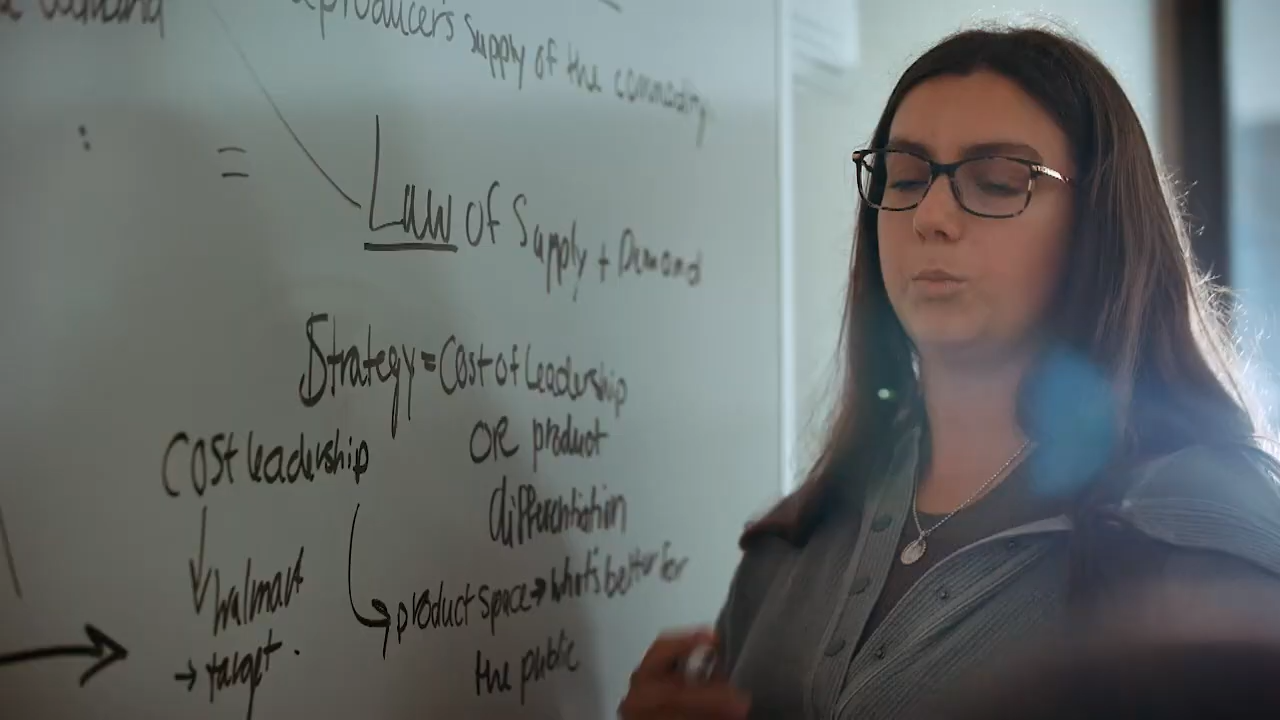 producer's supply of the commodity
=
Law of Supply + Demand
Strategy = Cost of Leadership
OR product
differentiation
Cost leadership
→ product space → what's better for
the public
Walmart
→ target.